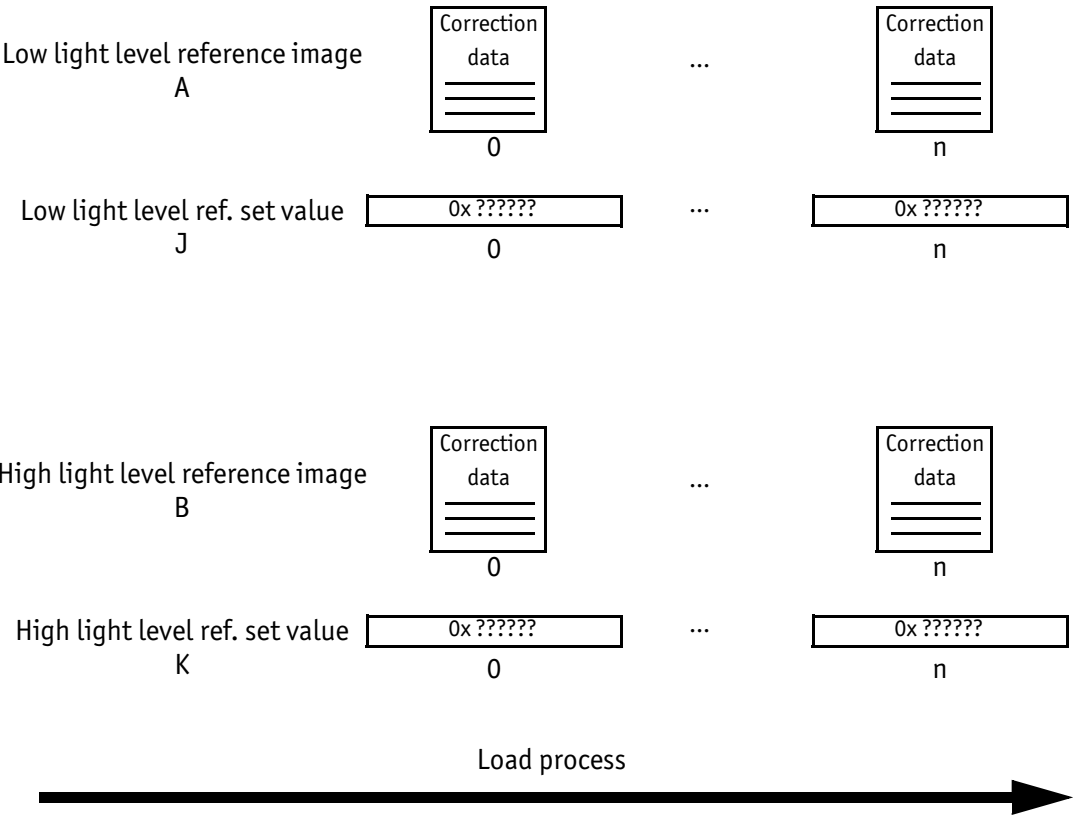 Low light level reference image
A
Correction
data
0
...
Correction
data
n
Low light level ref. set value
J
0x ??????
0
...
0x ??????
n
High light level reference image
B
Correction
data
0
...
Correction
data
n
High light level ref. set value
K
0x ??????
0
...
0x ??????
n
Load process